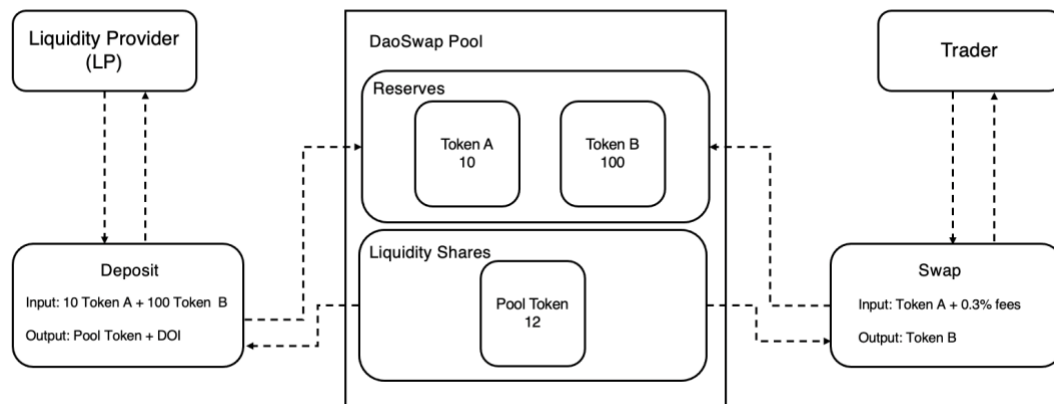 Liquidity Provider
(LP)
DaoSwap Pool
Trader
Reserves
Token A
10
Token B
100
Deposit
Input: 10 Token A + 100 Token B
Output: Pool Token + DOI
Liquidity Shares
Pool Token
12
Swap
Input: Token A + 0.3% fees
Output: Token B